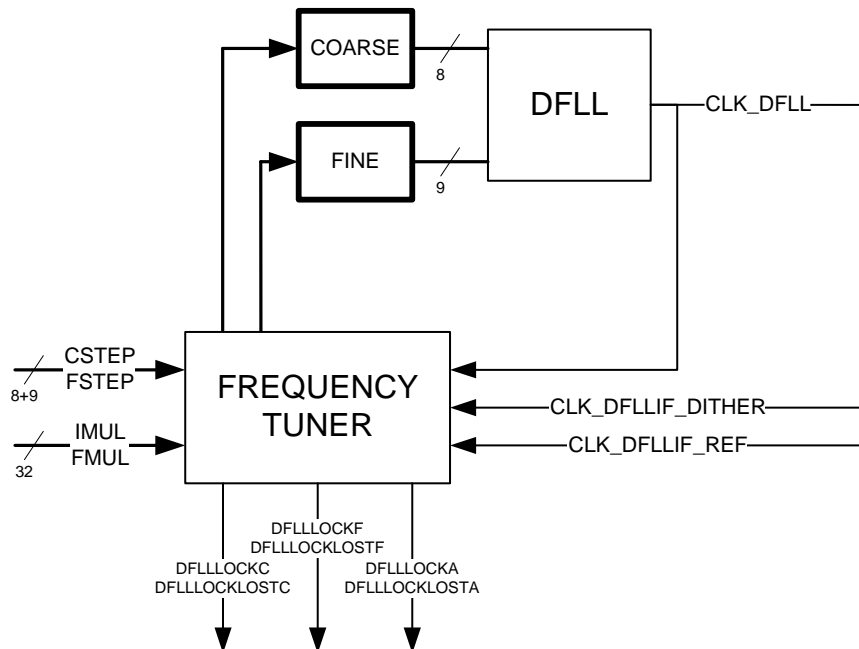 COARSE
8
DFLL
CLK_DFLL
FINE
9
CSTEP
FSTEP
8+9
FREQUENCY
TUNER
CLK_DFLLIF_DITHER
IMUL
FMUL
32
CLK_DFLLIF_REF
DFLLLOCKF
DFLLLOCKLOSTF
DFLLLOCKC
DFLLLOCKLOSTC
DFLLLOCKA
DFLLLOCKLOSTA